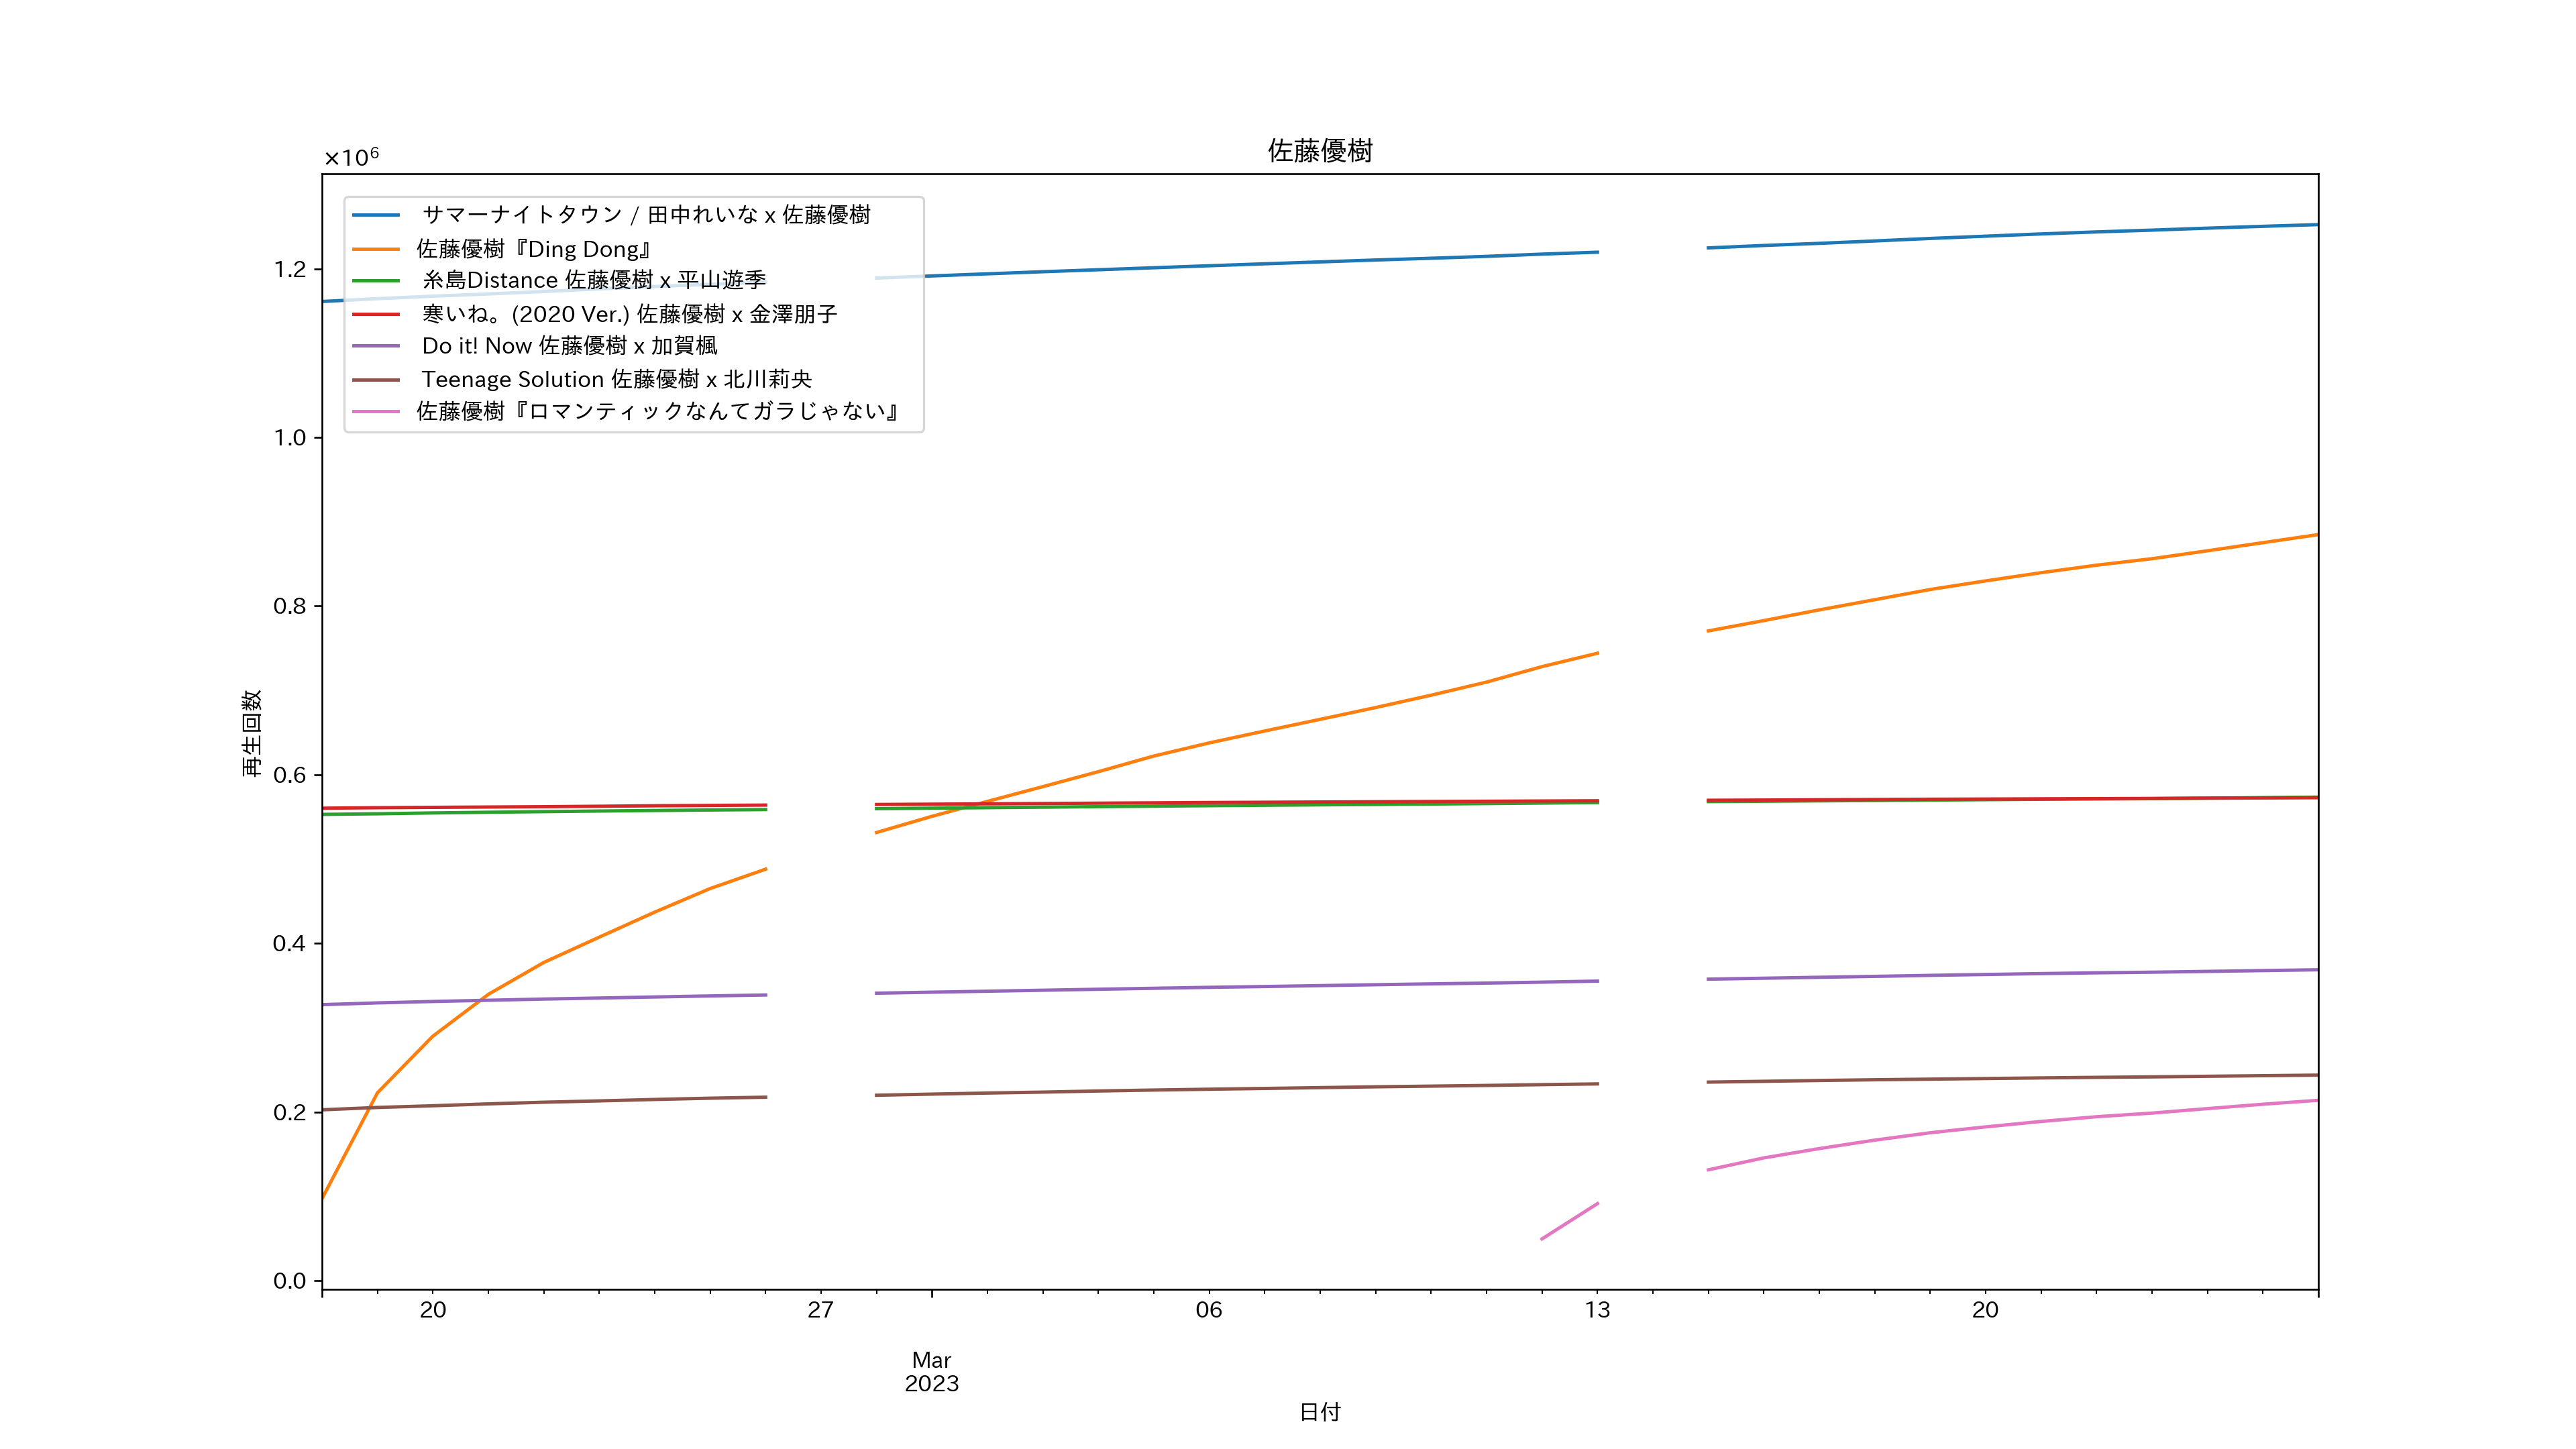 佐藤優樹
×10⁶
サマーナイトタウン / 田中れいな x 佐藤優樹
佐藤優樹『Ding Dong』
糸島Distance 佐藤優樹 x 平山遊季
寒いね。(2020 Ver.) 佐藤優樹 x 金澤朋子
Do it! Now 佐藤優樹 x 加賀楓
Teenage Solution 佐藤優樹 x 北川莉央
佐藤優樹『ロマンティックなんてガラじゃない』
1.2
1.0
0.8
0.6
0.4
0.2
0.0
再生回数
20 27 06 13 20
Mar
2023
日付